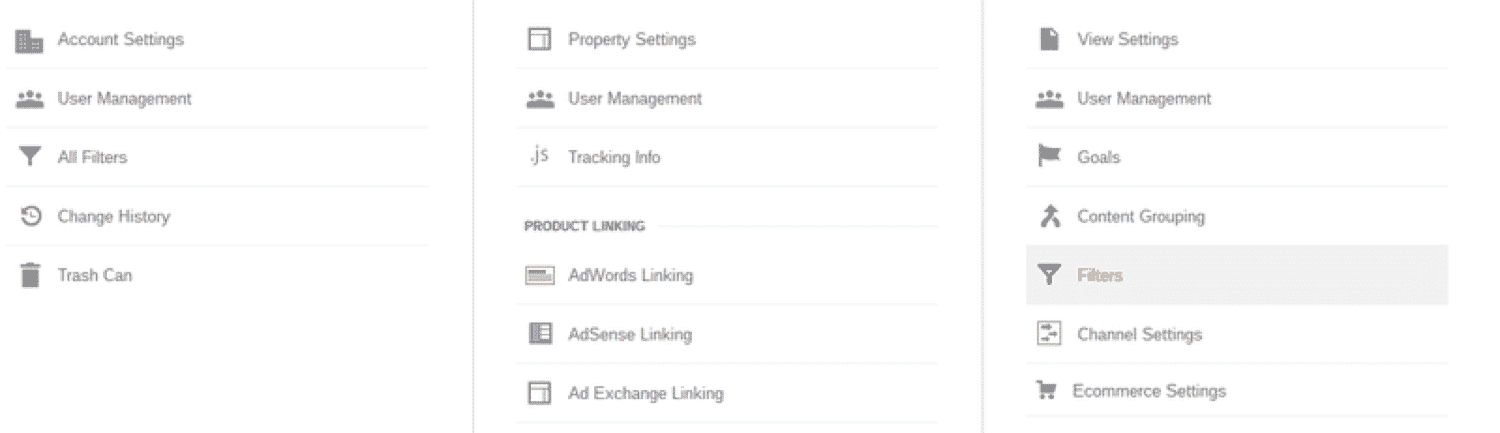 Account Settings
User Management
All Filters
Change History
Trash Can
Property Settings
User Management
.js Tracking Info
PRODUCT LINKING
AdWords Linking
AdSense Linking
Ad Exchange Linking
View Settings
User Management
Goals
Content Grouping
Filters
Channel Settings
Ecommerce Settings